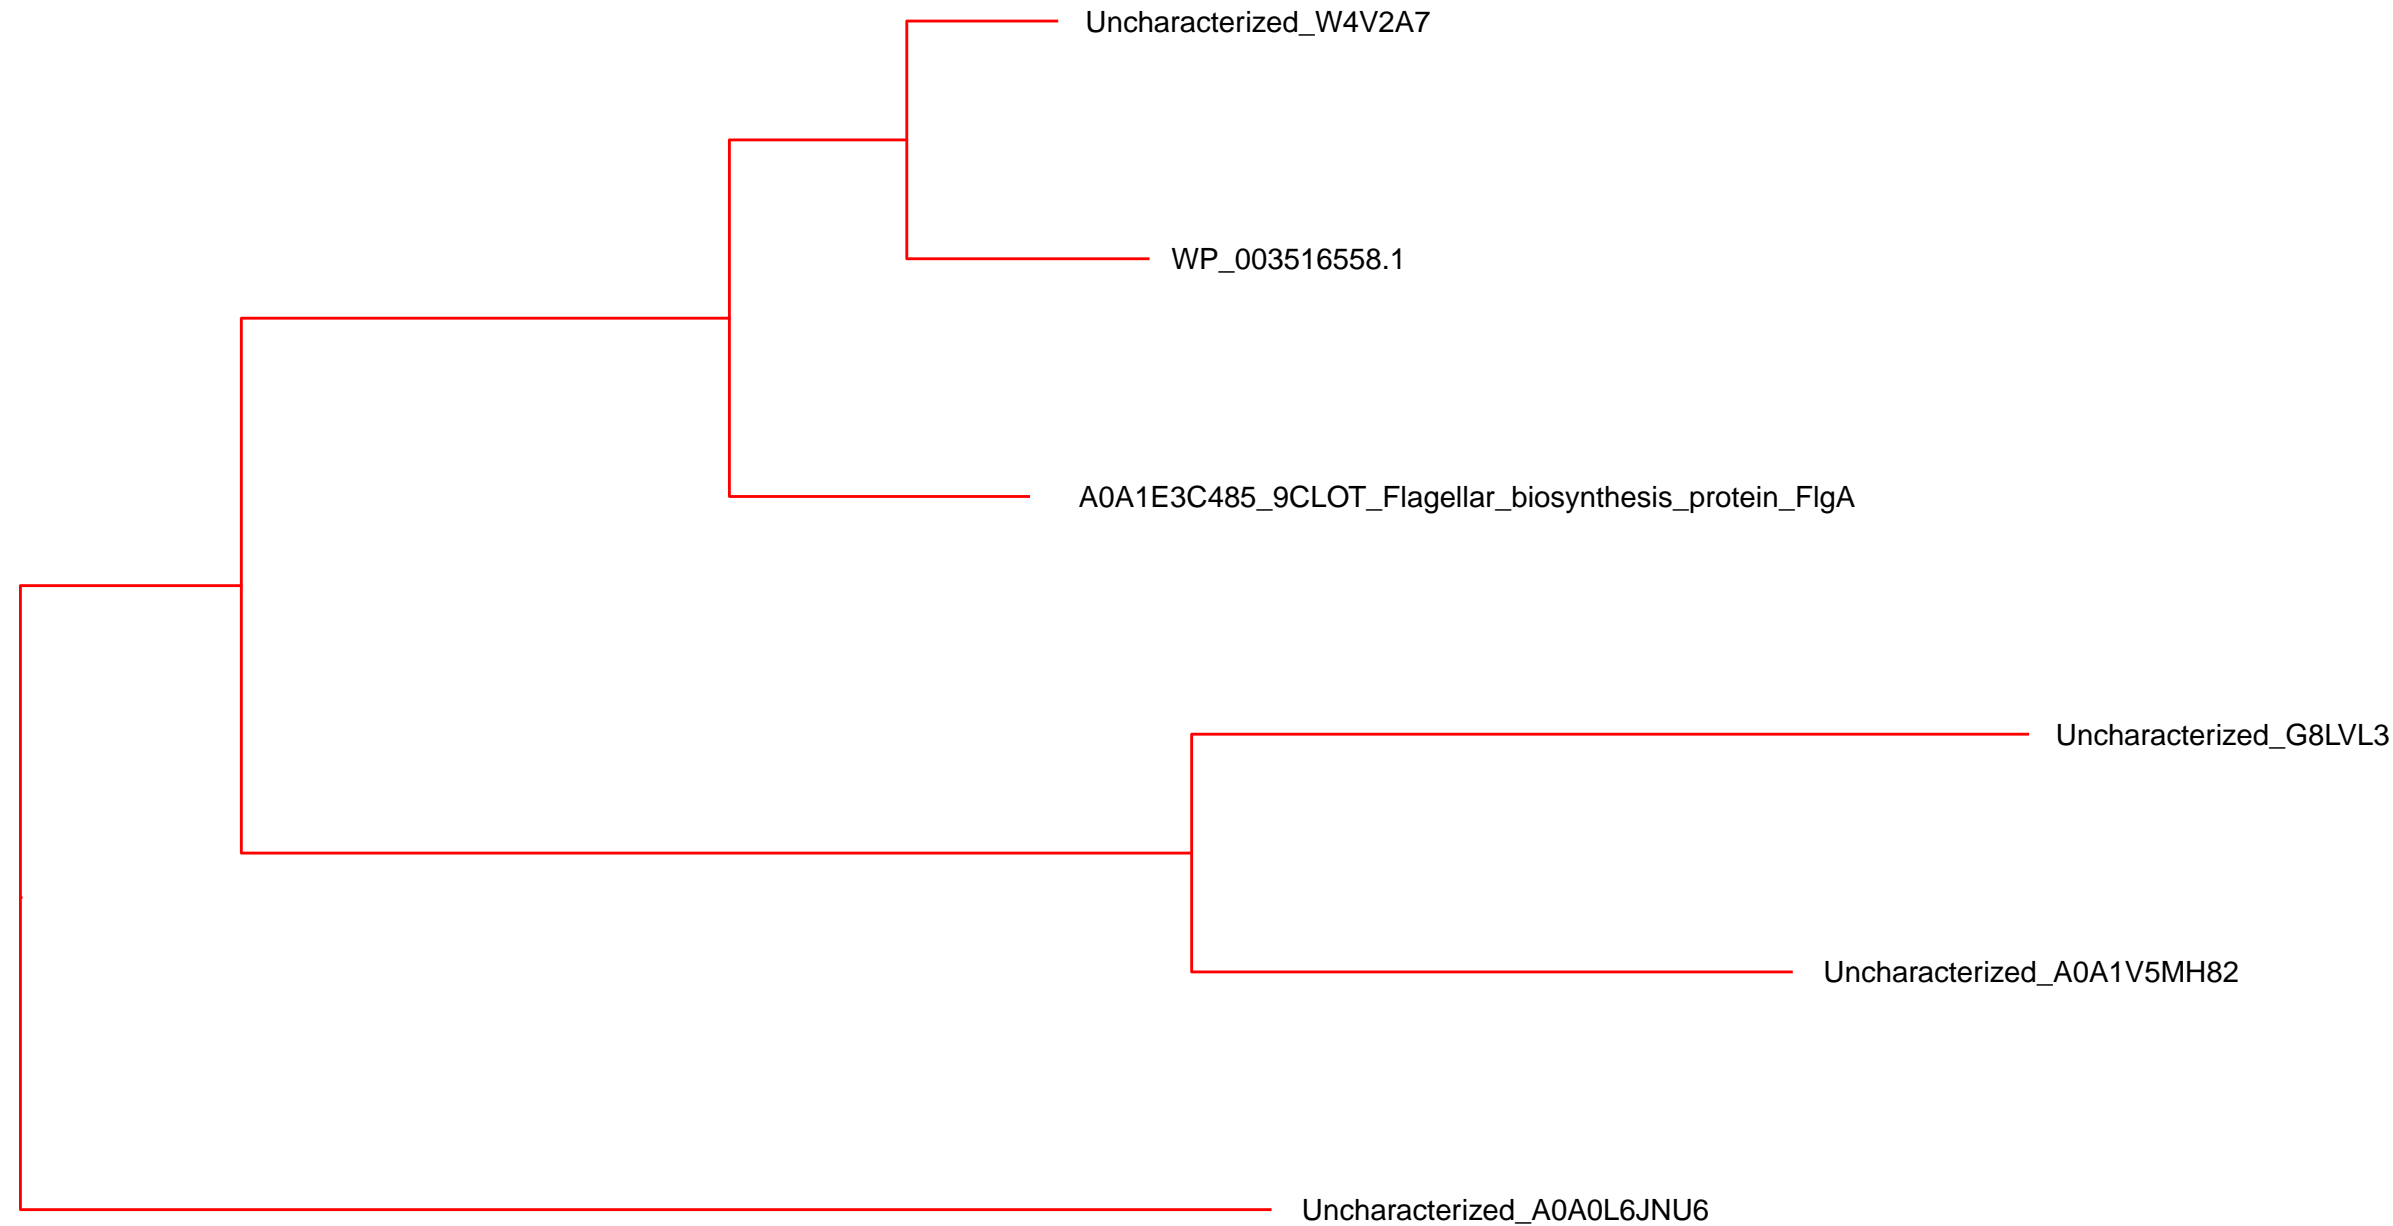 Uncharacterized_W4V2A7
WP_003516558.1
A0A1E3C485_9CLOT_Flagellar_biosynthesis_protein_FlgA
Uncharacterized_G8LVL3
Uncharacterized_A0A1V5MH82
Uncharacterized_A0A0L6JNU6